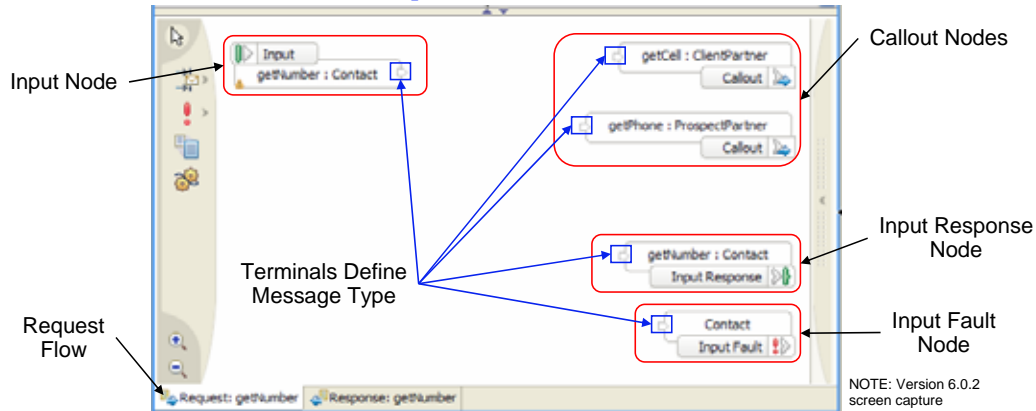 Input
getNumber : Contact
Input Node
getCell : ClientPartner
Callout
Callout Nodes
getPhone : ProspectPartner
Callout
Terminals Define
Message Type
getNumber : Contact
Input Response
Input Response
Node
Contact
Input Fault
Input Fault
Node
Request
Flow
Request: getNumber
Response: getNumber
NOTE: Version 6.0.2
screen capture